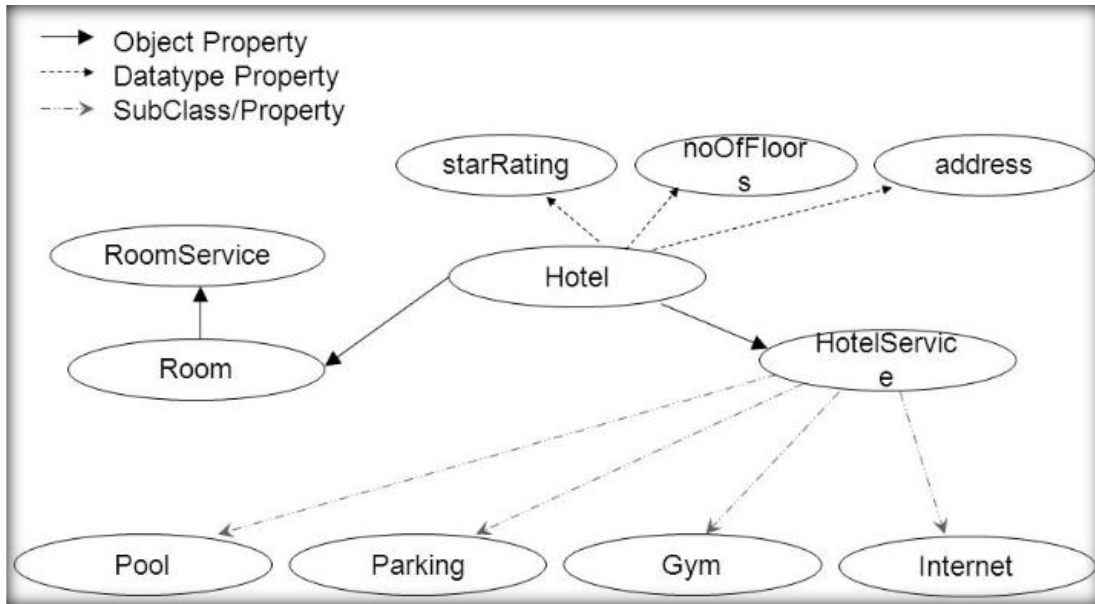 Object Property
Datatype Property
SubClass/Property
starRating
noOfFloor
s
address
RoomService
Hotel
Room
HotelServic
e
Pool
Parking
Gym
Internet